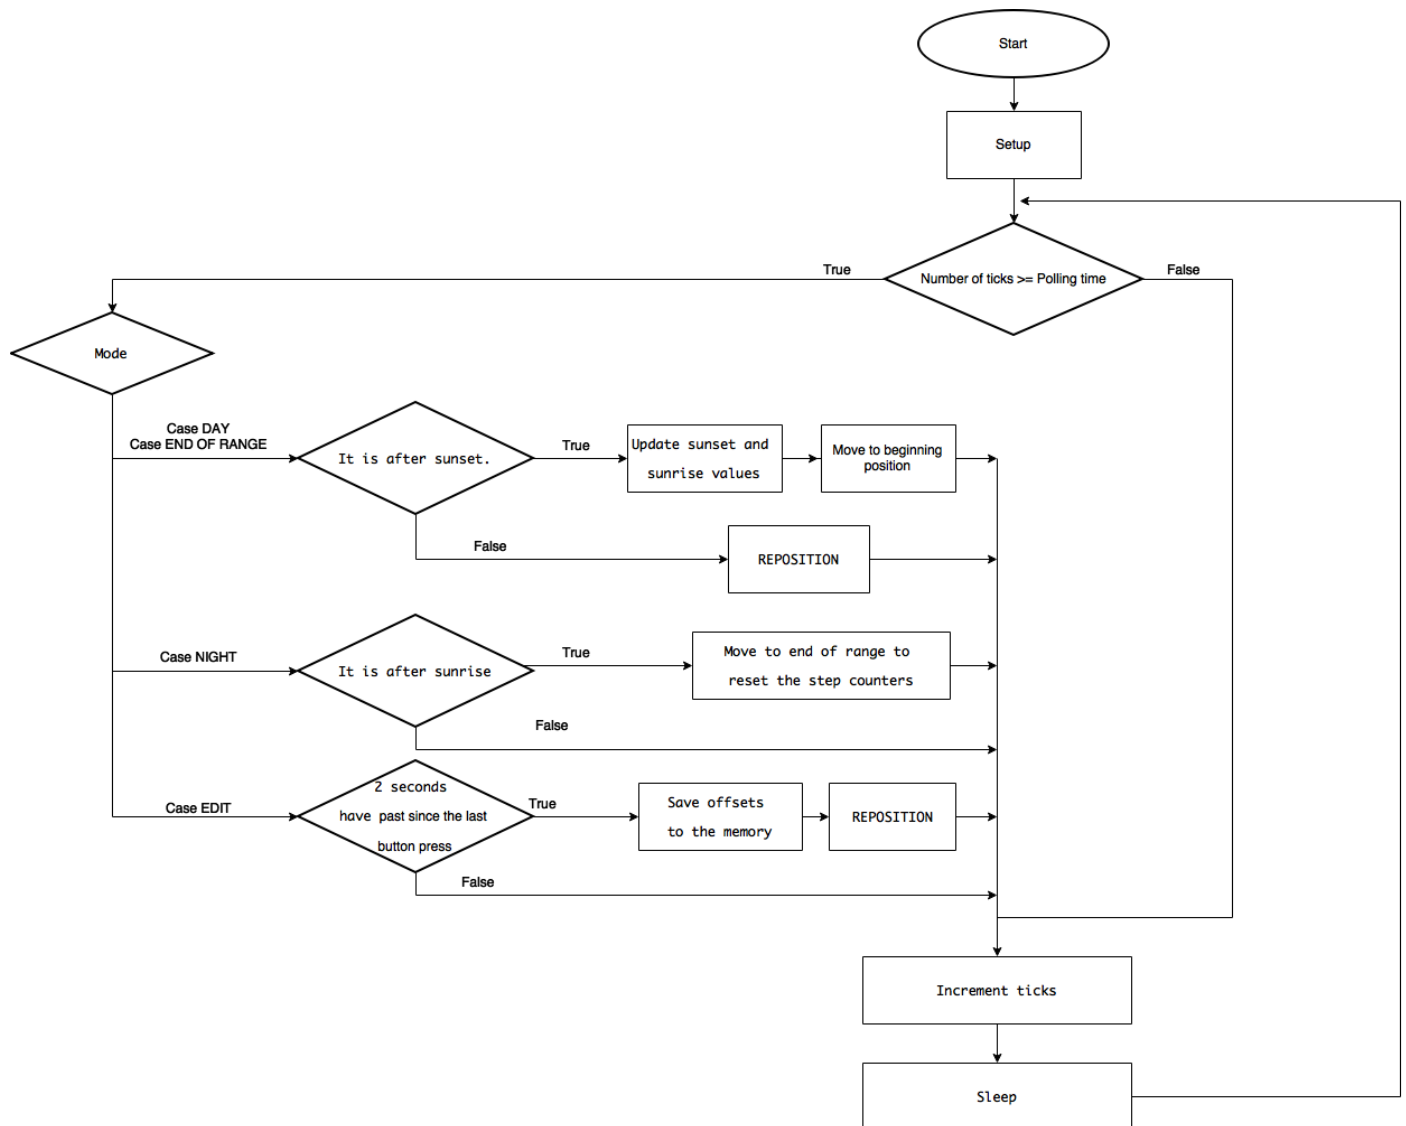 Start
Setup
True
Number of ticks >= Polling time
False
Mode
Case DAY
Case END OF RANGE
It is after sunset.
True
Update sunset and
sunrise values
Move to beginning
position
False
REPOSITION
Case NIGHT
It is after sunrise
True
Move to end of range to
reset the step counters
False
Case EDIT
2 seconds
have past since the last
button press
True
Save offsets
to the memory
REPOSITION
False
Increment ticks
Sleep